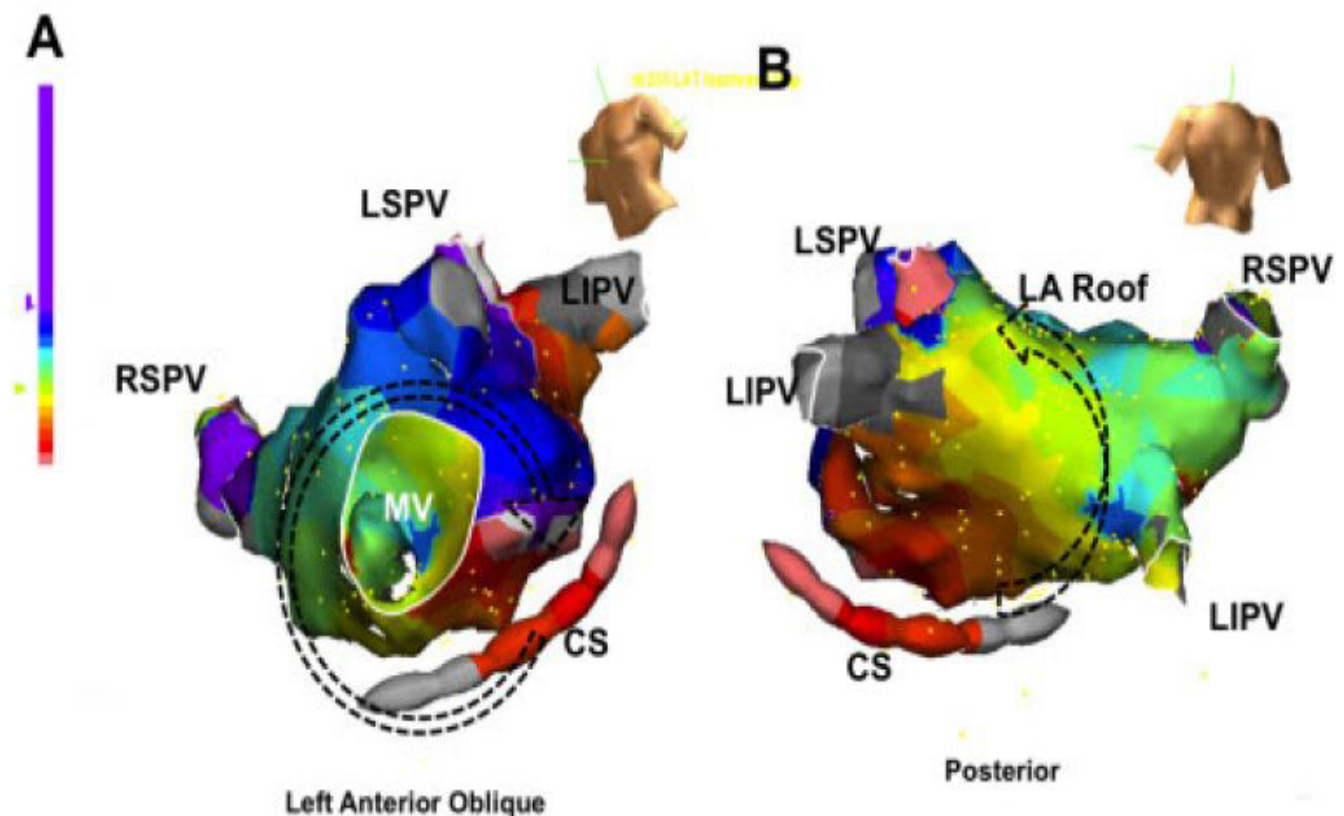 A
B
LSPV
LIPV
RSPV
MV
CS
Left Anterior Oblique
LSPV
LA Roof
RSPV
LIPV
LIPV
CS
Posterior